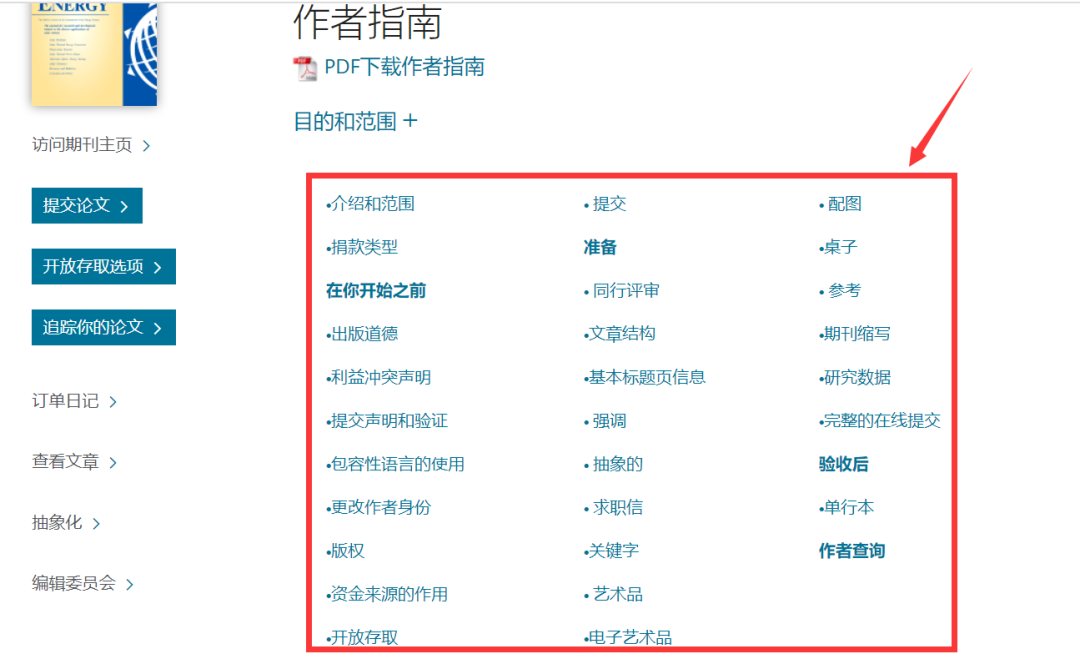 ENERGY
作者指南
PDF下载作者指南
目的和范围 +
访问期刊主页 >
提交论文 >
开放存取选项 >
追踪你的论文 >
订单日记 >
查看文章 >
抽象化 >
编辑委员会 >
•介绍和范围
•捐款类型
在你开始之前
•出版道德
•利益冲突声明
•提交声明和验证
•包容性语言的使用
•更改作者身份
•版权
•资金来源的作用
•开放存取
• 提交
准备
• 同行评审
•文章结构
•基本标题页信息
• 强调
• 抽象的
• 求职信
•关键字
• 艺术品
•电子艺术品
• 配图
•桌子
• 参考
•期刊缩写
•研究数据
•完整的在线提交
验收后
•单行本
作者查询